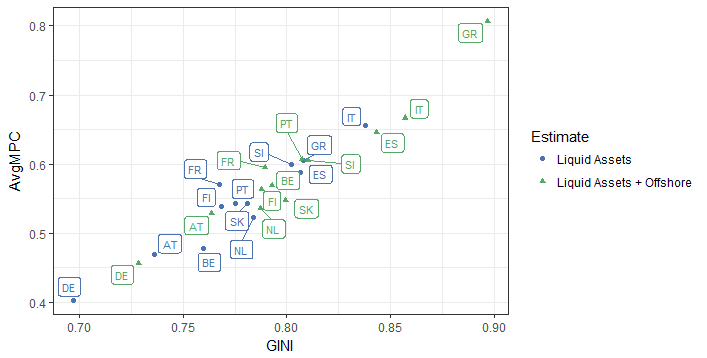 0.8
0.7
0.6
0.5
0.4
AvgMPC
GR
IT
IT
PT
ES
GR
SI
FR
SI
FR
BE
ES
PT
FI
FI
SK
AT
SK
NL
AT
NL
BE
DE
DE
0.70
0.75
0.80
0.85
0.90
GINI
Estimate
Liquid Assets
Liquid Assets + Offshore